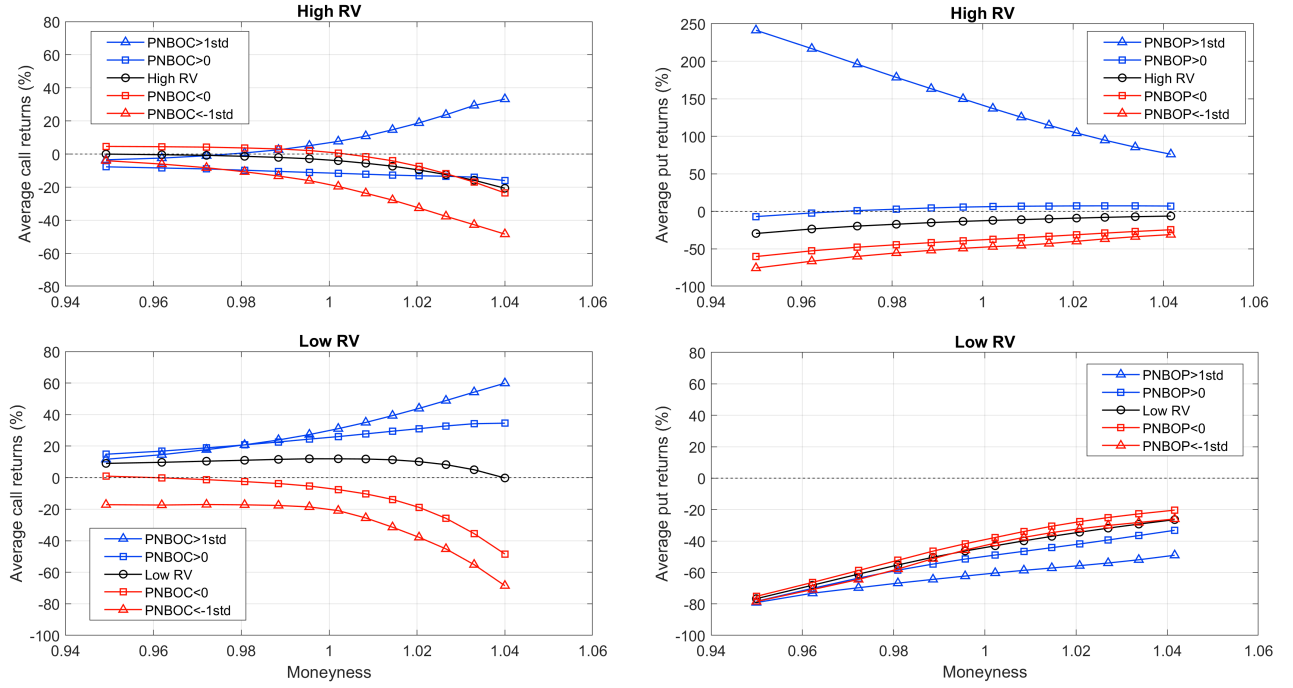 High RV
80
60
40
20
0
-20
-40
-60
-80
0.94
0.96
0.98
1
1.02
1.04
1.06
Average call returns (%)
PNBOC>1std
PNBOC>0
High RV
PNBOC<0
PNBOC<-1std
High RV
250
200
150
100
50
0
-50
-100
0.94
0.96
0.98
1
1.02
1.04
1.06
Average put returns (%)
PNBOP>1std
PNBOP>0
High RV
PNBOP<0
PNBOP<-1std
Low RV
80
60
40
20
0
-20
-40
-60
-80
-100
0.94
0.96
0.98
1
1.02
1.04
1.06
Average call returns (%)
Moneyness
PNBOC>1std
PNBOC>0
Low RV
PNBOC<0
PNBOC<-1std
Low RV
80
60
40
20
0
-20
-40
-60
-80
-100
0.94
0.96
0.98
1
1.02
1.04
1.06
Average put returns (%)
Moneyness
PNBOP>1std
PNBOP>0
Low RV
PNBOP<0
PNBOP<-1std